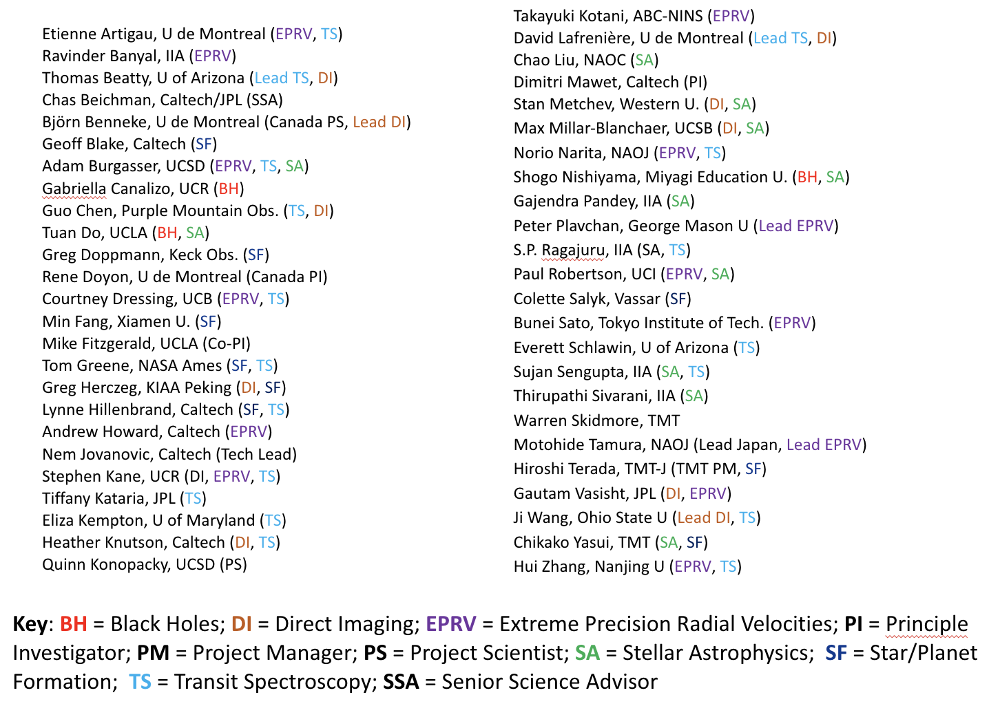 Etienne Artigau, U de Montreal (EPRV, TS)
Ravinder Banyal, IIA (EPRV)
Thomas Beatty, U of Arizona (Lead TS, DI)
Chas Beichman, Caltech/JPL (SSA)
Björn Benneke, U de Montreal (Canada PS, Lead DI)
Geoff Blake, Caltech (SF)
Adam Burgasser, UCSD (EPRV, TS, SA)
Gabriella Canalizo, UCR (BH)
Guo Chen, Purple Mountain Obs. (TS, DI)
Tuan Do, UCLA (BH, SA)
Greg Doppmann, Keck Obs. (SF)
Rene Doyon, U de Montreal (Canada PI)
Courtney Dressing, UCB (EPRV, TS)
Min Fang, Xiamen U. (SF)
Mike Fitzgerald, UCLA (Co-PI)
Tom Greene, NASA Ames (SF, TS)
Greg Herczeg, KIAA Peking (DI, SF)
Lynne Hillenbrand, Caltech (SF, TS)
Andrew Howard, Caltech (EPRV)
Nem Jovanovic, Caltech (Tech Lead)
Stephen Kane, UCR (DI, EPRV, TS)
Tiffany Kataria, JPL (TS)
Eliza Kempton, U of Maryland (TS)
Heather Knutson, Caltech (DI, TS)
Quinn Konopacky, UCSD (PS)
Takayuki Kotani, ABC-NINS (EPRV)
David Lafrenière, U de Montreal (Lead TS, DI)
Chao Liu, NAOC (SA)
Dimitri Mawet, Caltech (PI)
Stan Metchev, Western U. (DI, SA)
Max Millar-Blanchaer, UCSB (DI, SA)
Norio Narita, NAOJ (EPRV, TS)
Shogo Nishiyama, Miyagi Education U. (BH, SA)
Gajendra Pandey, IIA (SA)
Peter Plavchan, George Mason U (Lead EPRV)
S.P. Ragajuru, IIA (SA, TS)
Paul Robertson, UCI (EPRV, SA)
Colette Salyk, Vassar (SF)
Bunei Sato, Tokyo Institute of Tech. (EPRV)
Everett Schlawin, U of Arizona (TS)
Sujan Sengupta, IIA (SA, TS)
Thirupathi Sivarani, IIA (SA)
Warren Skidmore, TMT
Motohide Tamura, NAOJ (Lead Japan, Lead EPRV)
Hiroshi Terada, TMT-J (TMT PM, SF)
Gautam Vasisht, JPL (DI, EPRV)
Ji Wang, Ohio State U (Lead DI, TS)
Chikako Yasui, TMT (SA, SF)
Hui Zhang, Nanjing U (EPRV, TS)
Key: BH = Black Holes; DI = Direct Imaging; EPRV = Extreme Precision Radial Velocities; PI = Principle
Investigator; PM = Project Manager; PS = Project Scientist; SA = Stellar Astrophysics; SF = Star/Planet
Formation; TS = Transit Spectroscopy; SSA = Senior Science Advisor